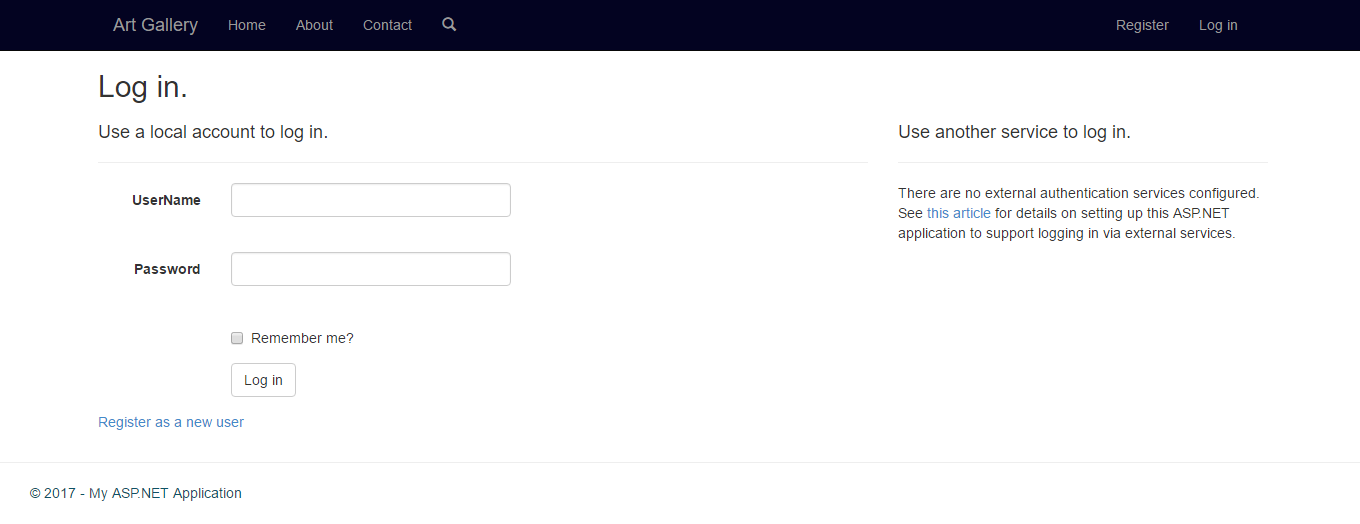 Art Gallery Home About Contact Register Log in
Log in.
Use a local account to log in.
UserName
Password
Remember me?
Log in
Register as a new user
Use another service to log in.
There are no external authentication services configured.
See this article for details on setting up this ASP.NET
application to support logging in via external services.
© 2017 - My ASP.NET Application